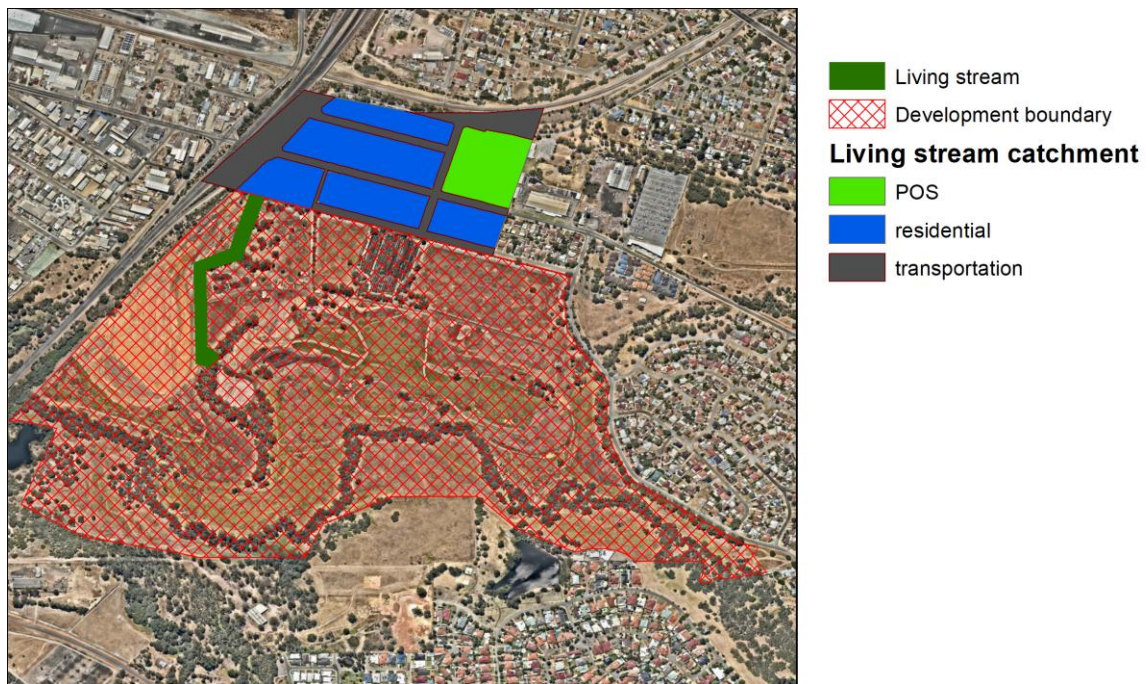 Living stream
Development boundary
Living stream catchment
POS
residential
transportation